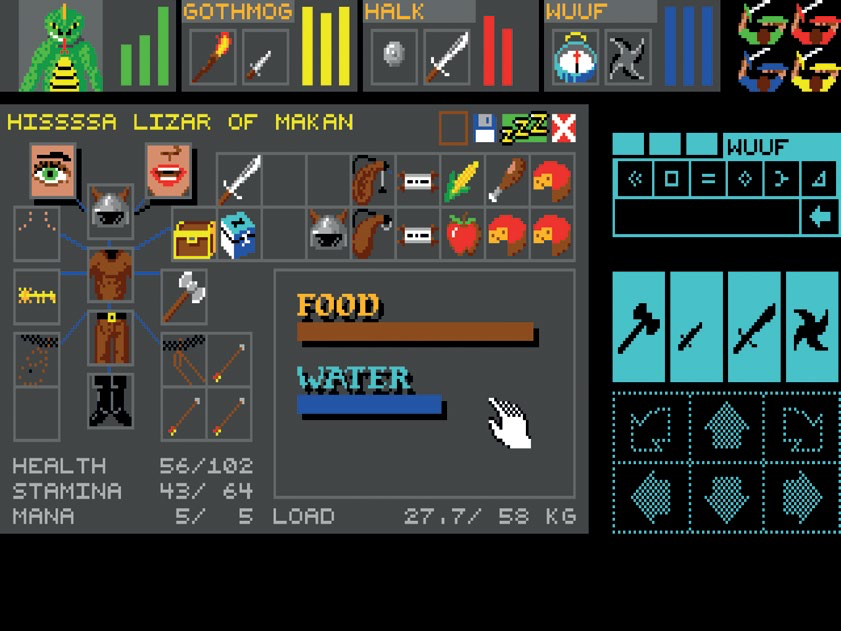 GOTHMOG
HALK
WUUF
HISSSSA LIZAR OF MAKAN
ZZZ
WUUF
FOOD
WATER
HEALTH 56/102
STAMINA 43/ 64
MANA 5/ 5
LOAD 27.7/ 58 KG